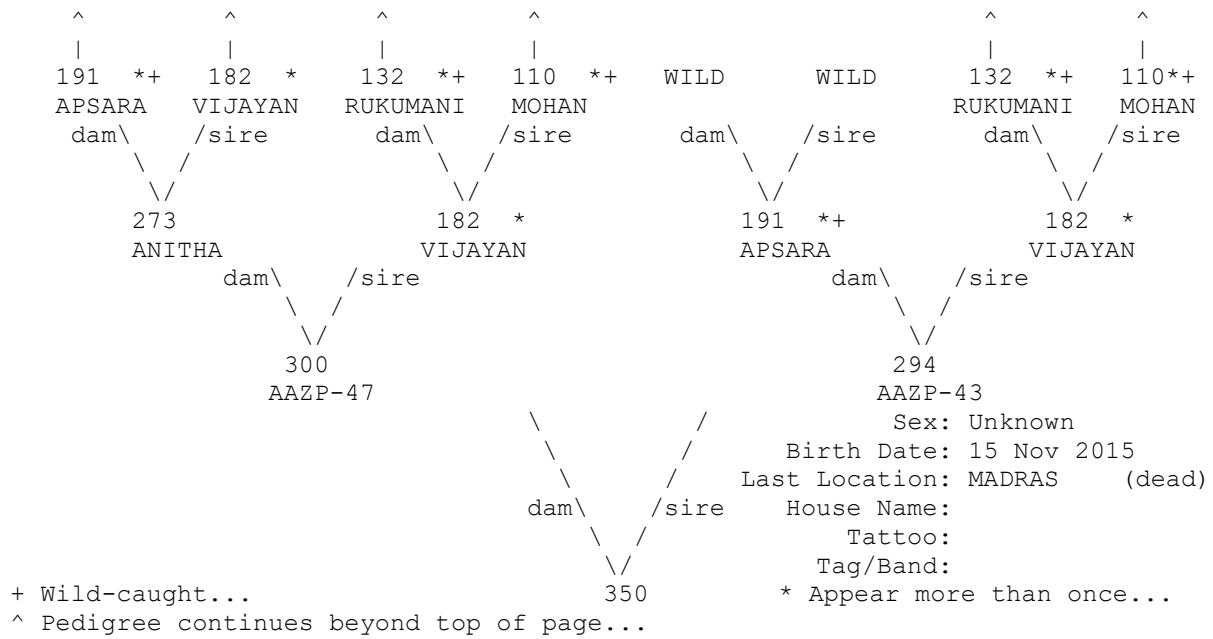 ^ ^ ^ ^ ^ ^
| | | | | |
191 *+ 182 * 132 *+ 110 *+ WILD WILD 132 *+ 110*+
APSARA VIJAYAN RUKUMANI MOHAN RUKUMANI MOHAN
dam\ /sire dam\ /sire dam\ /sire dam\ /sire
\ / \ / \ / \ /
\/ \/ \/ \/
273 182 * 191 *+ 182 *
ANITHA VIJAYAN APSARA VIJAYAN
dam\ /sire dam\ /sire
\ / \ /
\/ \/
300 294
AAZP-47 AAZP-43
\ / Sex: Unknown
\ / Birth Date: 15 Nov 2015
\ / Last Location: MADRAS (dead)
dam\ /sire House Name:
\ / Tattoo:
\/ Tag/Band:
+ Wild-caught... 350 * Appear more than once...
^ Pedigree continues beyond top of page...